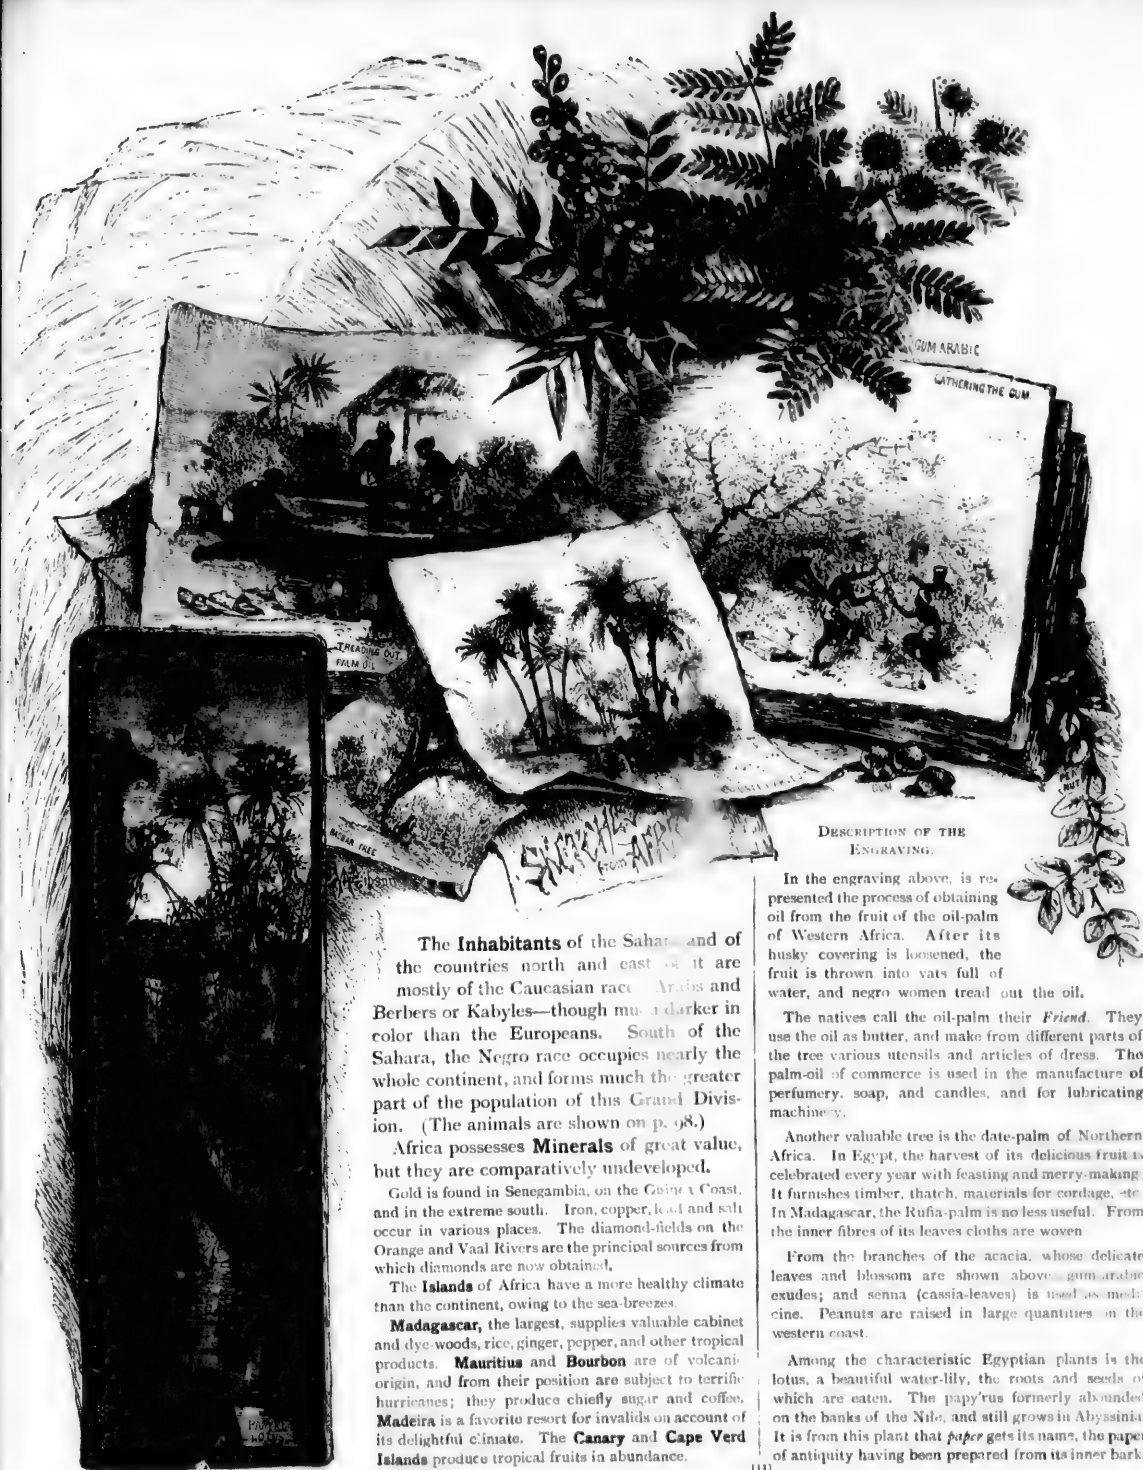 GUM ARABIC
GATHERING THE GUM.
TREADING OUT
PALM OIL
GUM
NUT
TREE
SKETCHES
from AFRI
PAPYRUS
LOTUS
The Inhabitants of the Sahar and of
the countries north and east it are
mostly of the Caucasian race Arabs and
Berbers or Kabyles—though mu darker in
color than the Europeans. South of the
Sahara, the Negro race occupies nearly the
whole continent, and forms much the greater
part of the population of this Grand Divis-
ion. (The animals are shown on p. 98.)
Africa possesses Minerals of great value,
but they are comparatively undeveloped.
Gold is found in Senegambia, on the Guinea Coast,
and in the extreme south. Iron, copper, lead and salt
occur in various places. The diamond-fields on the
Orange and Vaal Rivers are the principal sources from
which diamonds are now obtained.
The Islands of Africa have a more healthy climate
than the continent, owing to the sea-breezes.
Madagascar, the largest, supplies valuable cabinet
and dye-woods, rice, ginger, pepper, and other tropical
products. Mauritius and Bourbon are of volcanic
origin, and from their position are subject to terrific
hurricanes; they produce chiefly sugar and coffee.
Madeira is a favorite resort for invalids on account of
its delightful climate. The Canary and Cape Verd
Islands produce tropical fruits in abundance.
DESCRIPTION OF THE
ENGRAVING.
In the engraving above, is re-
presented the process of obtaining
oil from the fruit of the oil-palm
of Western Africa. After its
husky covering is loosened, the
fruit is thrown into vats full of
water, and negro women tread out the oil.
The natives call the oil-palm their Friend. They
use the oil as butter, and make from different parts of
the tree various utensils and articles of dress. The
palm-oil of commerce is used in the manufacture of
perfumery, soap, and candles, and for lubricating
machinery.
Another valuable tree is the date-palm of Northern
Africa. In Egypt, the harvest of its delicious fruit is
celebrated every year with feasting and merry-making
It furnishes timber, thatch, materials for cordage, etc
In Madagascar, the Rufia-palm is no less useful. From
the inner fibres of its leaves cloths are woven
From the branches of the acacia, whose delicate
leaves and blossom are shown above gum arabic
exudes; and senna (cassia-leaves) is used as medi-
cine. Peanuts are raised in large quantities on the
western coast.
Among the characteristic Egyptian plants is the
lotus, a beautiful water-lily, the roots and seeds of
which are eaten. The papy'rus formerly abounded
on the banks of the Nile, and still grows in Abyssinia
It is from this plant that paper gets its name, the paper
of antiquity having been prepared from its inner bark